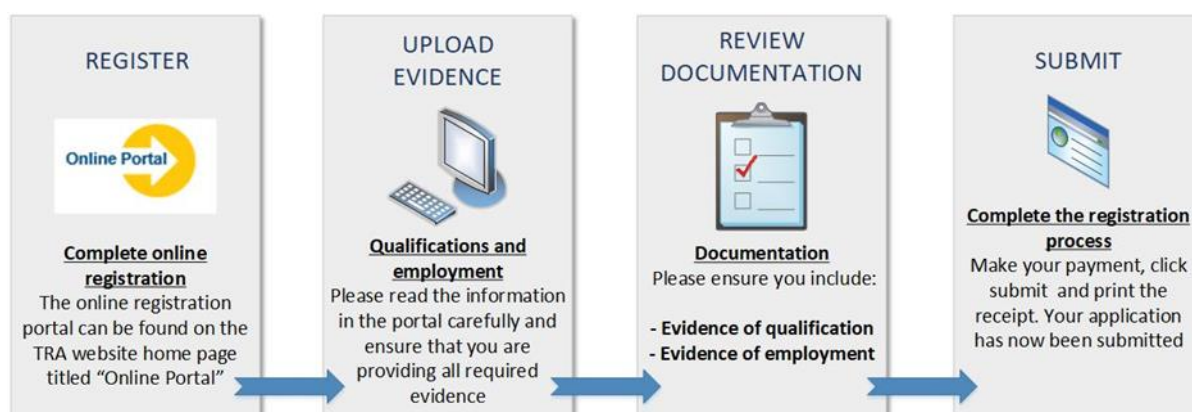 REGISTER
Online Portal
Complete online
registration
The online registration
portal can be found on the
TRA website home page
titled “Online Portal”
UPLOAD
EVIDENCE
Qualifications and
employment
Please read the information
in the portal carefully and
ensure that you are
providing all required
evidence
REVIEW
DOCUMENTATION
Documentation
Please ensure you include:
- Evidence of qualification
- Evidence of employment
SUBMIT
Complete the registration
process
Make your payment, click
submit and print the
receipt. Your application
has now been submitted